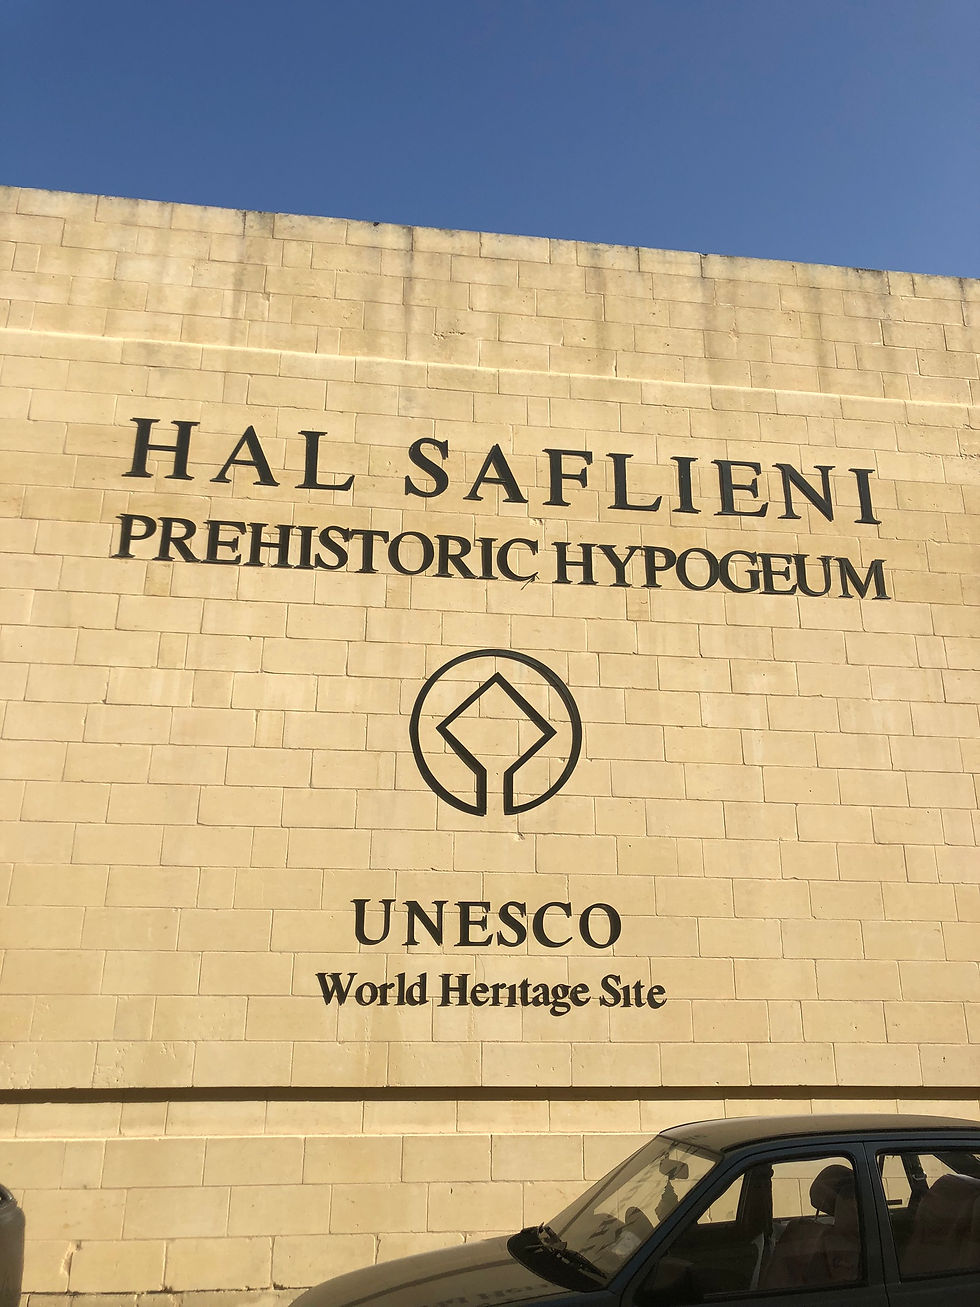 HAL SAFLIENI
PREHISTORIC HYPOGEUM
UNESCO
World Heritage Site